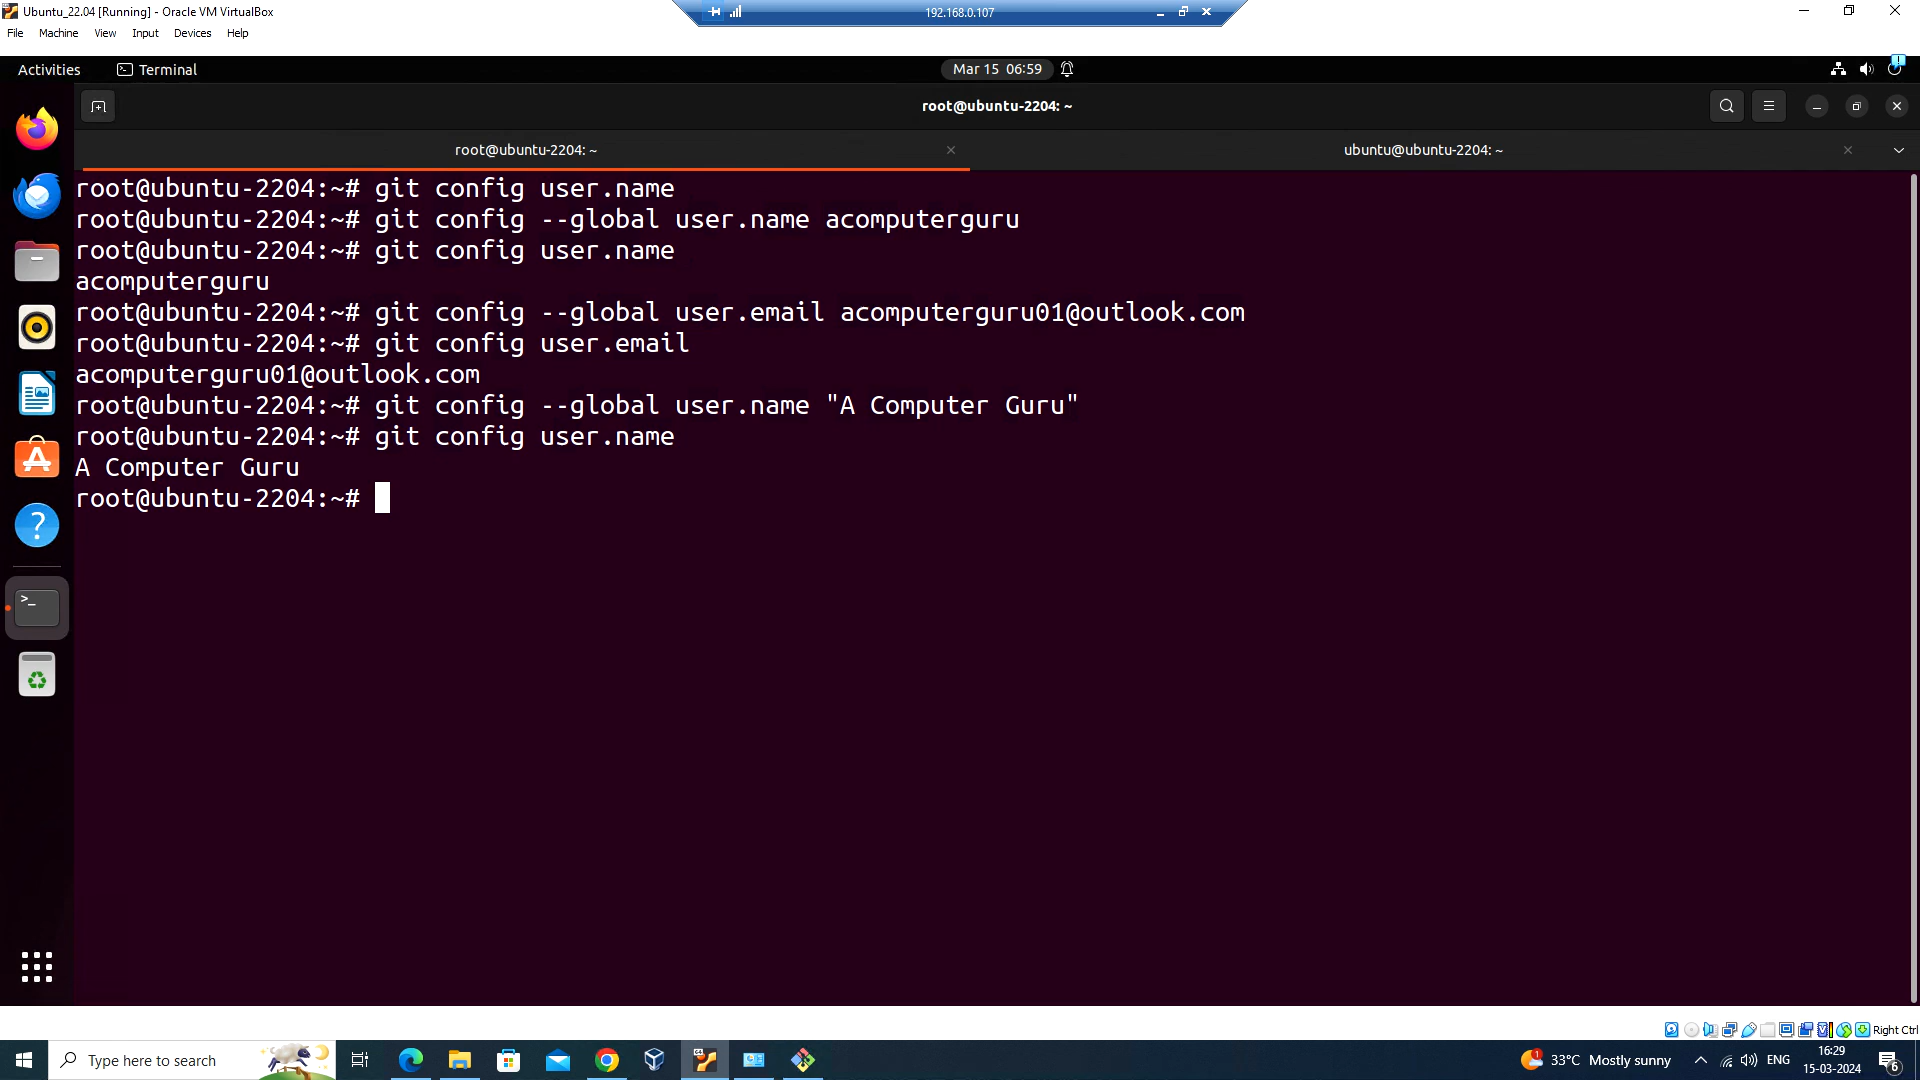 Ubuntu_22.04 [Running] - Oracle VM VirtualBox
192.168.0.107
File Machine View Input Devices Help
Activities Terminal Mar 15 06:59
root@ubuntu-2204: ~
root@ubuntu-2204: ~ ubuntu@ubuntu-2204: ~
root@ubuntu-2204:~# git config user.name
root@ubuntu-2204:~# git config --global user.name acomputerguru
root@ubuntu-2204:~# git config user.name
acomputerguru
root@ubuntu-2204:~# git config --global user.email acomputerguru01@outlook.com
root@ubuntu-2204:~# git config user.email
acomputerguru01@outlook.com
root@ubuntu-2204:~# git config --global user.name "A Computer Guru"
root@ubuntu-2204:~# git config user.name
A Computer Guru
root@ubuntu-2204:~#
Right Ctrl
Type here to search
1
33°C Mostly sunny
ENG
16:29
15-03-2024
6